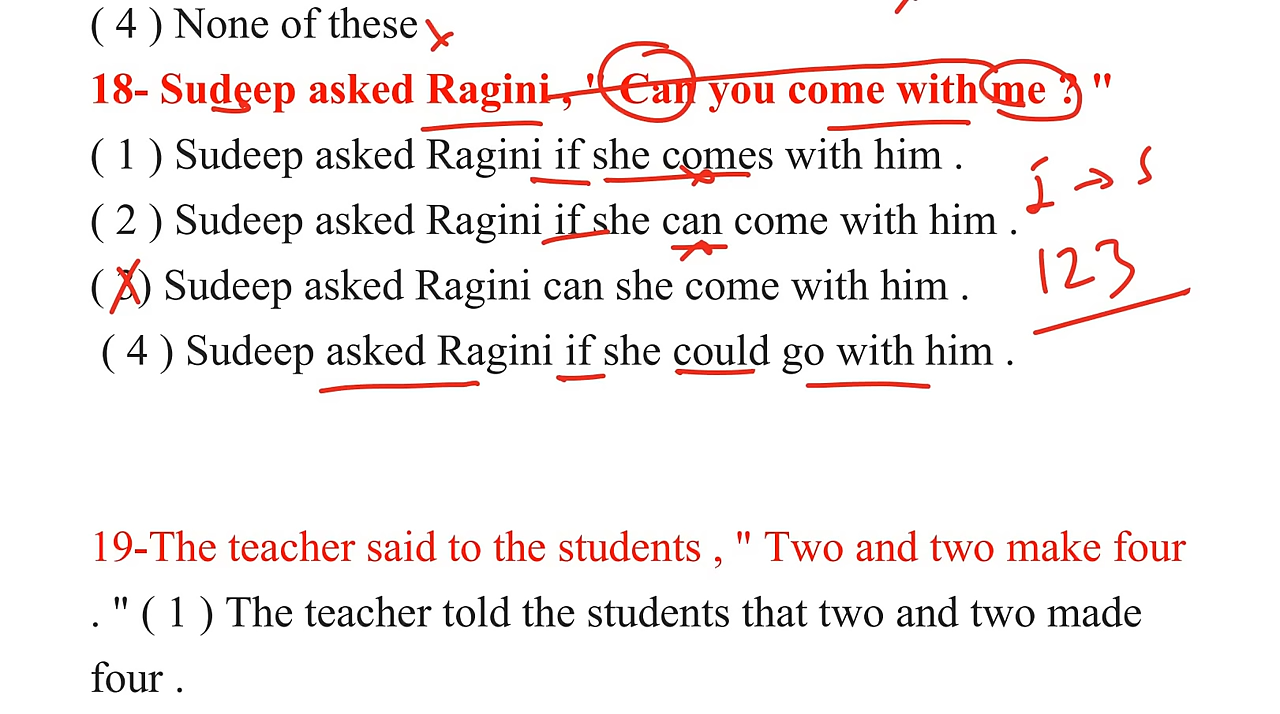 ( 4 ) None of these
18- Sudeep asked Ragini , " Can you come with me ? "
( 1 ) Sudeep asked Ragini if she comes with him .
I → S
( 2 ) Sudeep asked Ragini if she can come with him .
123
( 3) Sudeep asked Ragini can she come with him .
( 4 ) Sudeep asked Ragini if she could go with him .
19-The teacher said to the students , " Two and two make four
. " ( 1 ) The teacher told the students that two and two made
four .